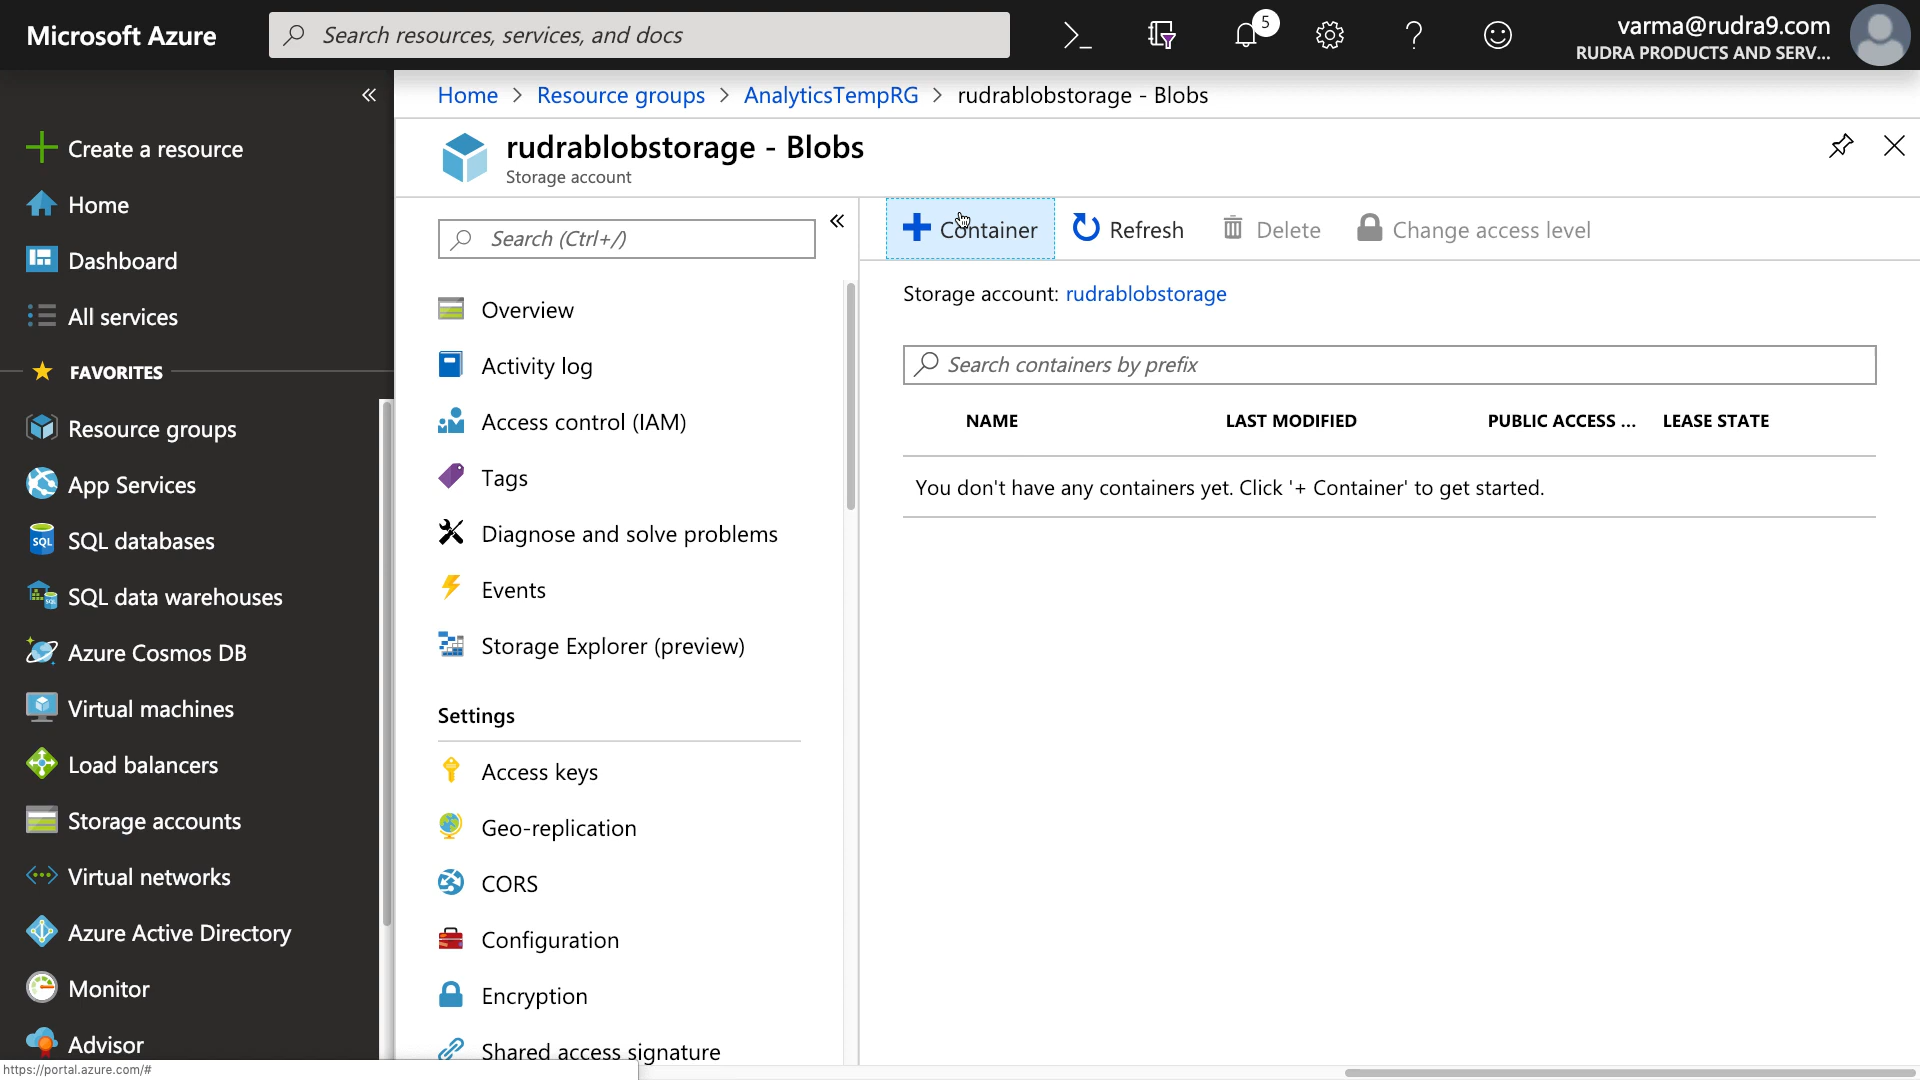 Microsoft Azure
Search resources, services, and docs
5
varma@rudra9.com
RUDRA PRODUCTS AND SERV...
Home > Resource groups > AnalyticsTempRG > rudrablobstorage - Blobs
rudrablobstorage - Blobs
Storage account
Create a resource
Home
Dashboard
All services
FAVORITES
Resource groups
App Services
SQL databases
SQL data warehouses
Azure Cosmos DB
Virtual machines
Load balancers
Storage accounts
Virtual networks
Azure Active Directory
Monitor
Advisor
https://portal.azure.com/#
Search (Ctrl+/)
Overview
Activity log
Access control (IAM)
Tags
Diagnose and solve problems
Events
Storage Explorer (preview)
Settings
Access keys
Geo-replication
CORS
Configuration
Encryption
Shared access signature
Container Refresh Delete Change access level
Storage account: rudrablobstorage
Search containers by prefix
NAME LAST MODIFIED PUBLIC ACCESS ... LEASE STATE
You don't have any containers yet. Click '+ Container' to get started.